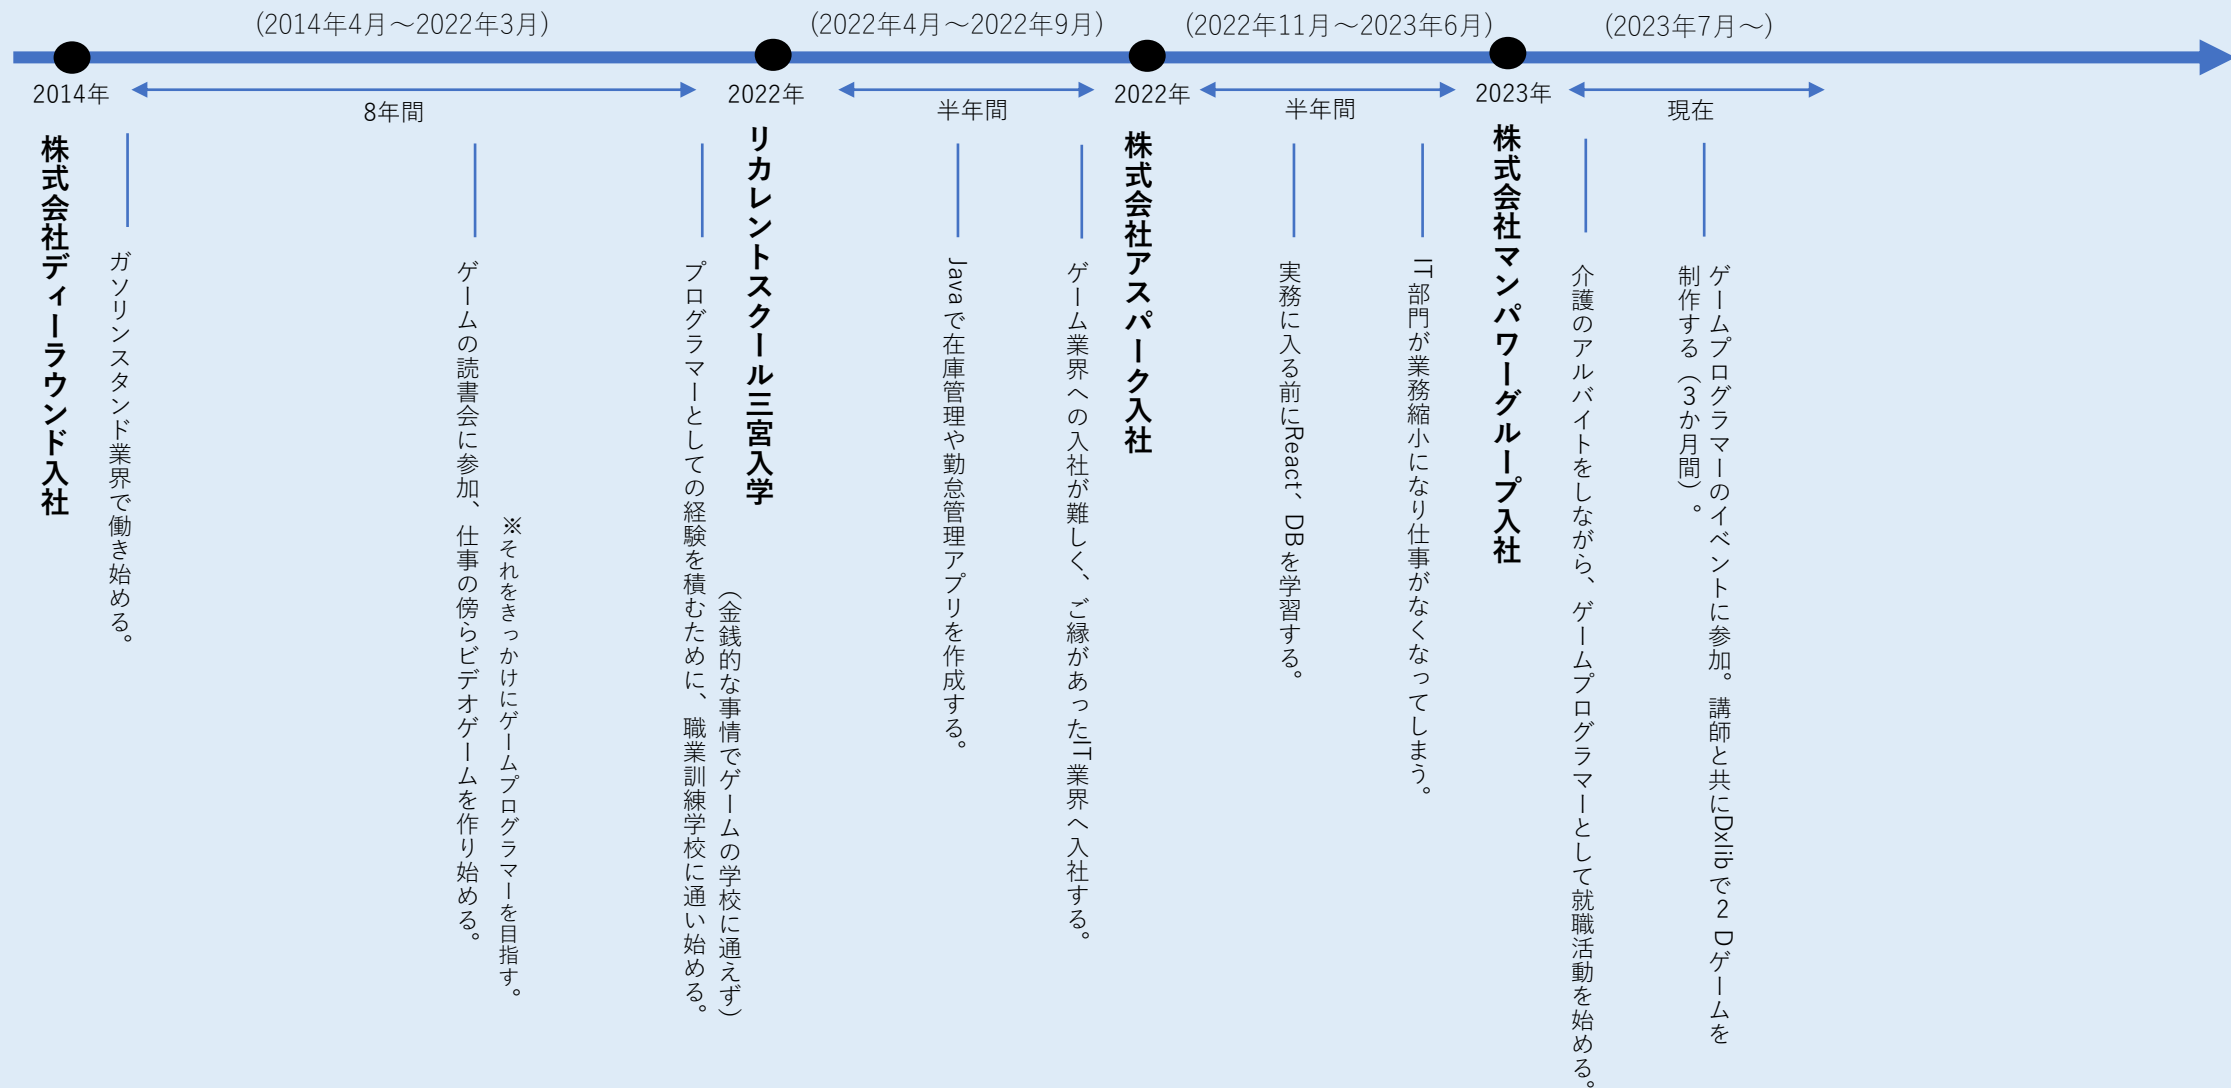 (2014年4月～2022年3月)
(2022年4月～2022年9月)
(2022年11月～2023年6月)
(2023年7月～)
2014年
8年間
2022年
半年間
2022年
半年間
2023年
現在
株式会社ディーラウンド入社
ガソリンスタンド業界で働き始める。
ゲームの読書会に参加、仕事の傍らビデオゲームを作り始める。
※それをきっかけにゲームプログラマーを目指す。
プログラマーとしての経験を積むために、職業訓練学校に通い始める。
（金銭的な事情でゲームの学校に通えず）
リカレントスクール三宮入学
Javaで在庫管理や勤怠管理アプリを作成する。
ゲーム業界への入社が難しく、ご縁があったIT業界へ入社する。
株式会社アスパーク入社
実務に入る前にReact、DBを学習する。
IT部門が業務縮小になり仕事がなくなってしまう。
株式会社マンパワーグループ入社
介護のアルバイトをしながら、ゲームプログラマーとして就職活動を始める。
ゲームプログラマーのイベントに参加。講師と共にDxlibで2Dゲームを
制作する（3か月間）。